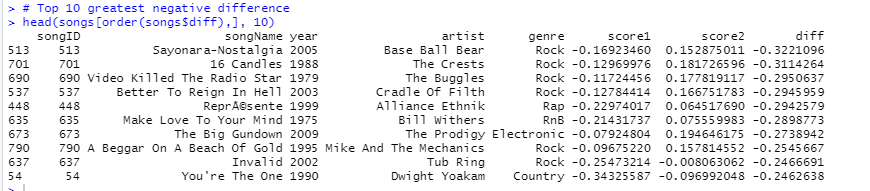 > # Top 10 greatest negative difference
> head(songs[order(songs$diff),], 10)
songID songName year artist genre score1 score2 diff
513 513 Sayonara-Nostalgia 2005 Base Ball Bear Rock -0.16923460 0.152875011 -0.3221096
701 701 16 Candles 1988 The Crests Rock -0.12969976 0.181726596 -0.3114264
690 690 Video Killed The Radio Star 1979 The Buggles Rock -0.11724456 0.177819117 -0.2950637
537 537 Better To Reign In Hell 2003 Cradle Of Filth Rock -0.12784414 0.166751783 -0.2945959
448 448 ReprÃ©sente 1999 Alliance Ethnik Rap -0.22974017 0.064517690 -0.2942579
635 635 Make Love To Your Mind 1975 Bill Withers RnB -0.21431737 0.075559983 -0.2898773
673 673 The Big Gundown 2009 The Prodigy Electronic -0.07924804 0.194646175 -0.2738942
790 790 A Beggar On A Beach Of Gold 1995 Mike And The Mechanics Rock -0.09675220 0.157814552 -0.2545667
637 637 Invalid 2002 Tub Ring Rock -0.25473214 -0.008063062 -0.2466691
54 54 You're The One 1990 Dwight Yoakam Country -0.34325587 -0.096992048 -0.2462638
>